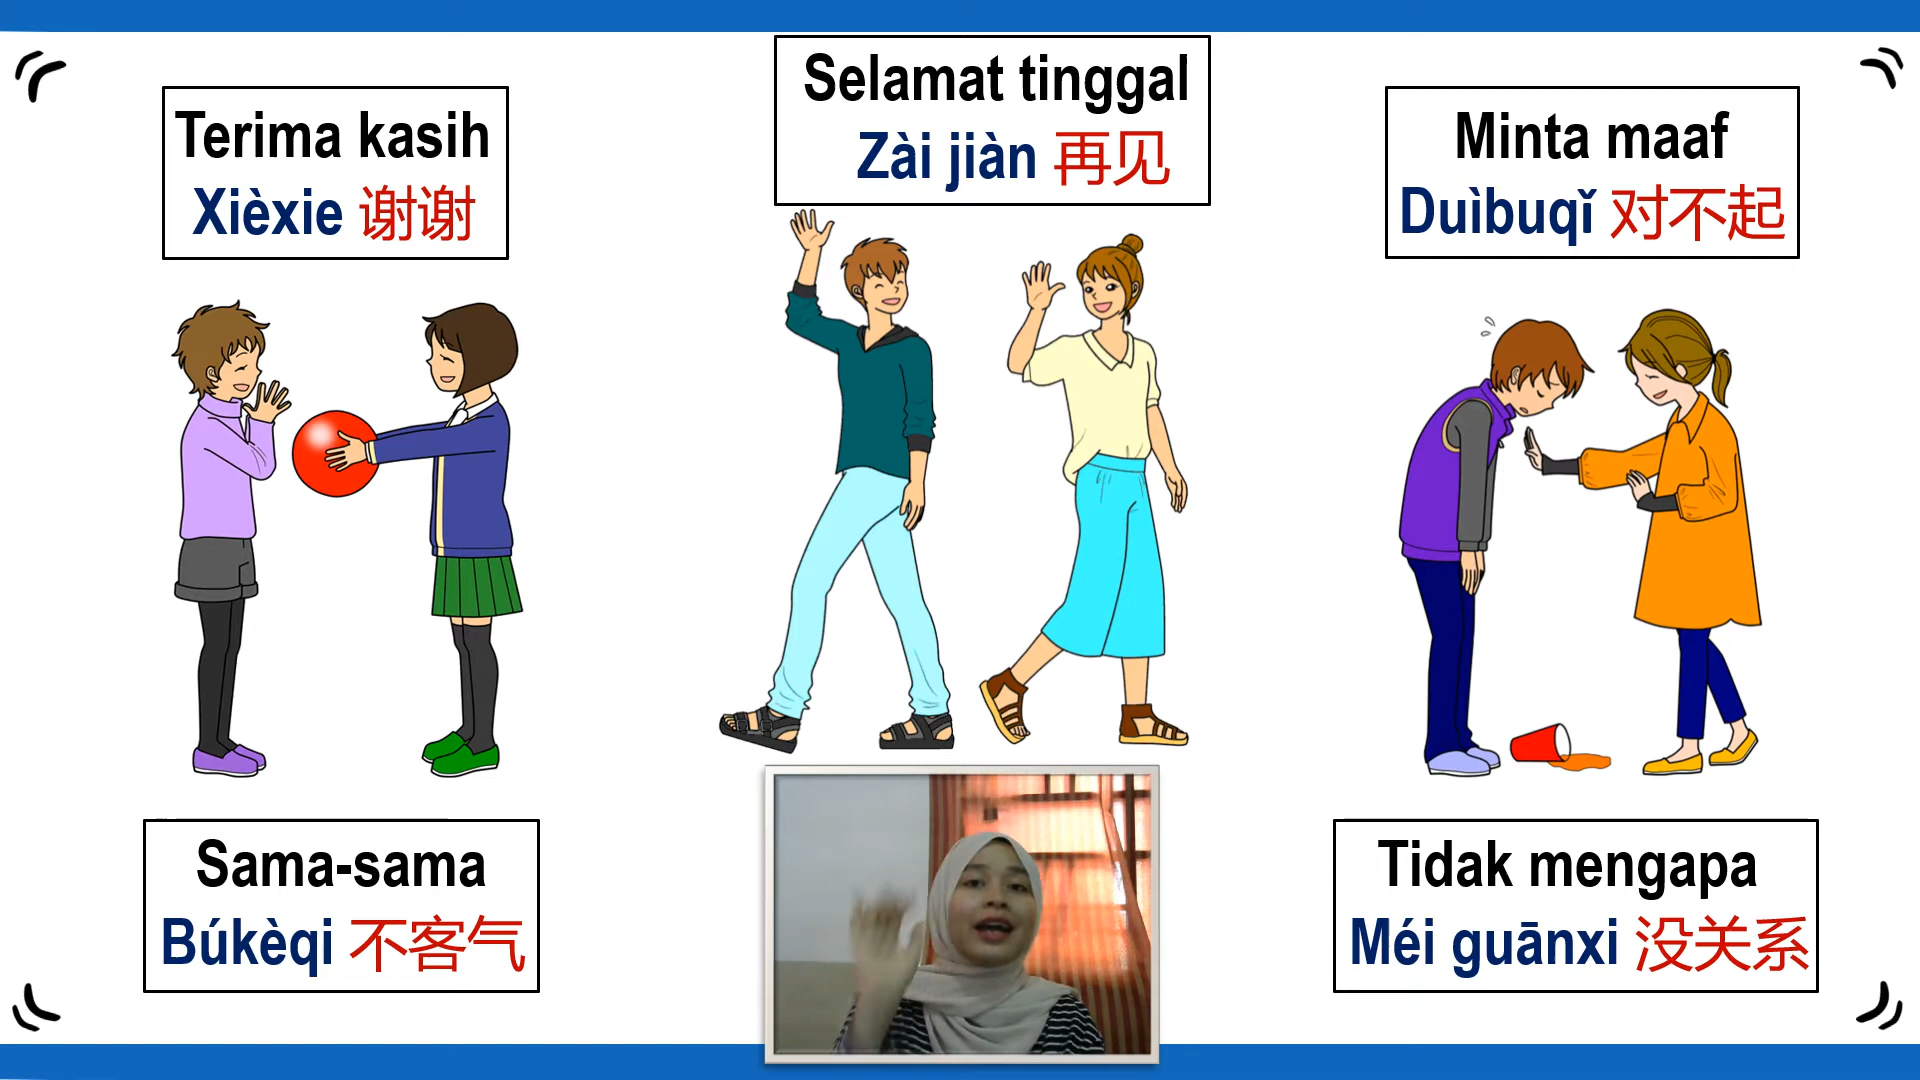 Terima kasih
Xièxie 谢谢
Selamat tinggal
Zài jiàn 再见
Minta maaf
Duìbuqǐ 对不起
Sama-sama
Búkèqi 不客气
Tidak mengapa
Méi guānxi 没关系